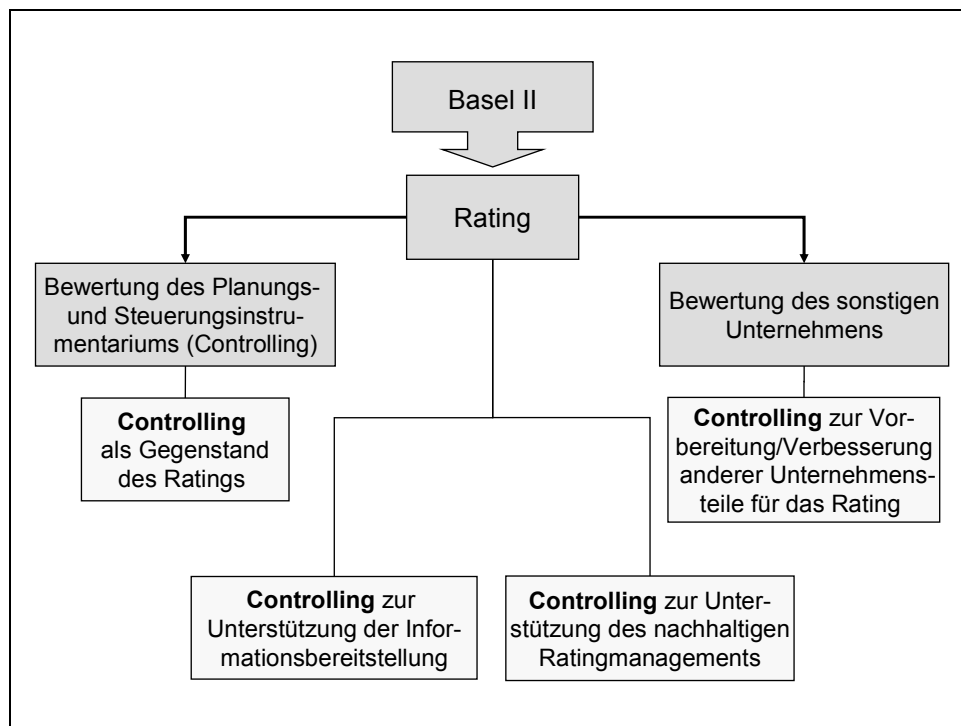 Basel II
Rating
Bewertung des Planungs-
und Steuerungsinstru-
mentariums (Controlling)
Bewertung des sonstigen
Unternehmens
Controlling
als Gegenstand
des Ratings
Controlling zur Vor-
bereitung/Verbesserung
anderer Unternehmens-
teile für das Rating
Controlling zur
Unterstützung der Infor-
mationsbereitstellung
Controlling zur Unter-
stützung des nachhaltigen
Ratingmanagements